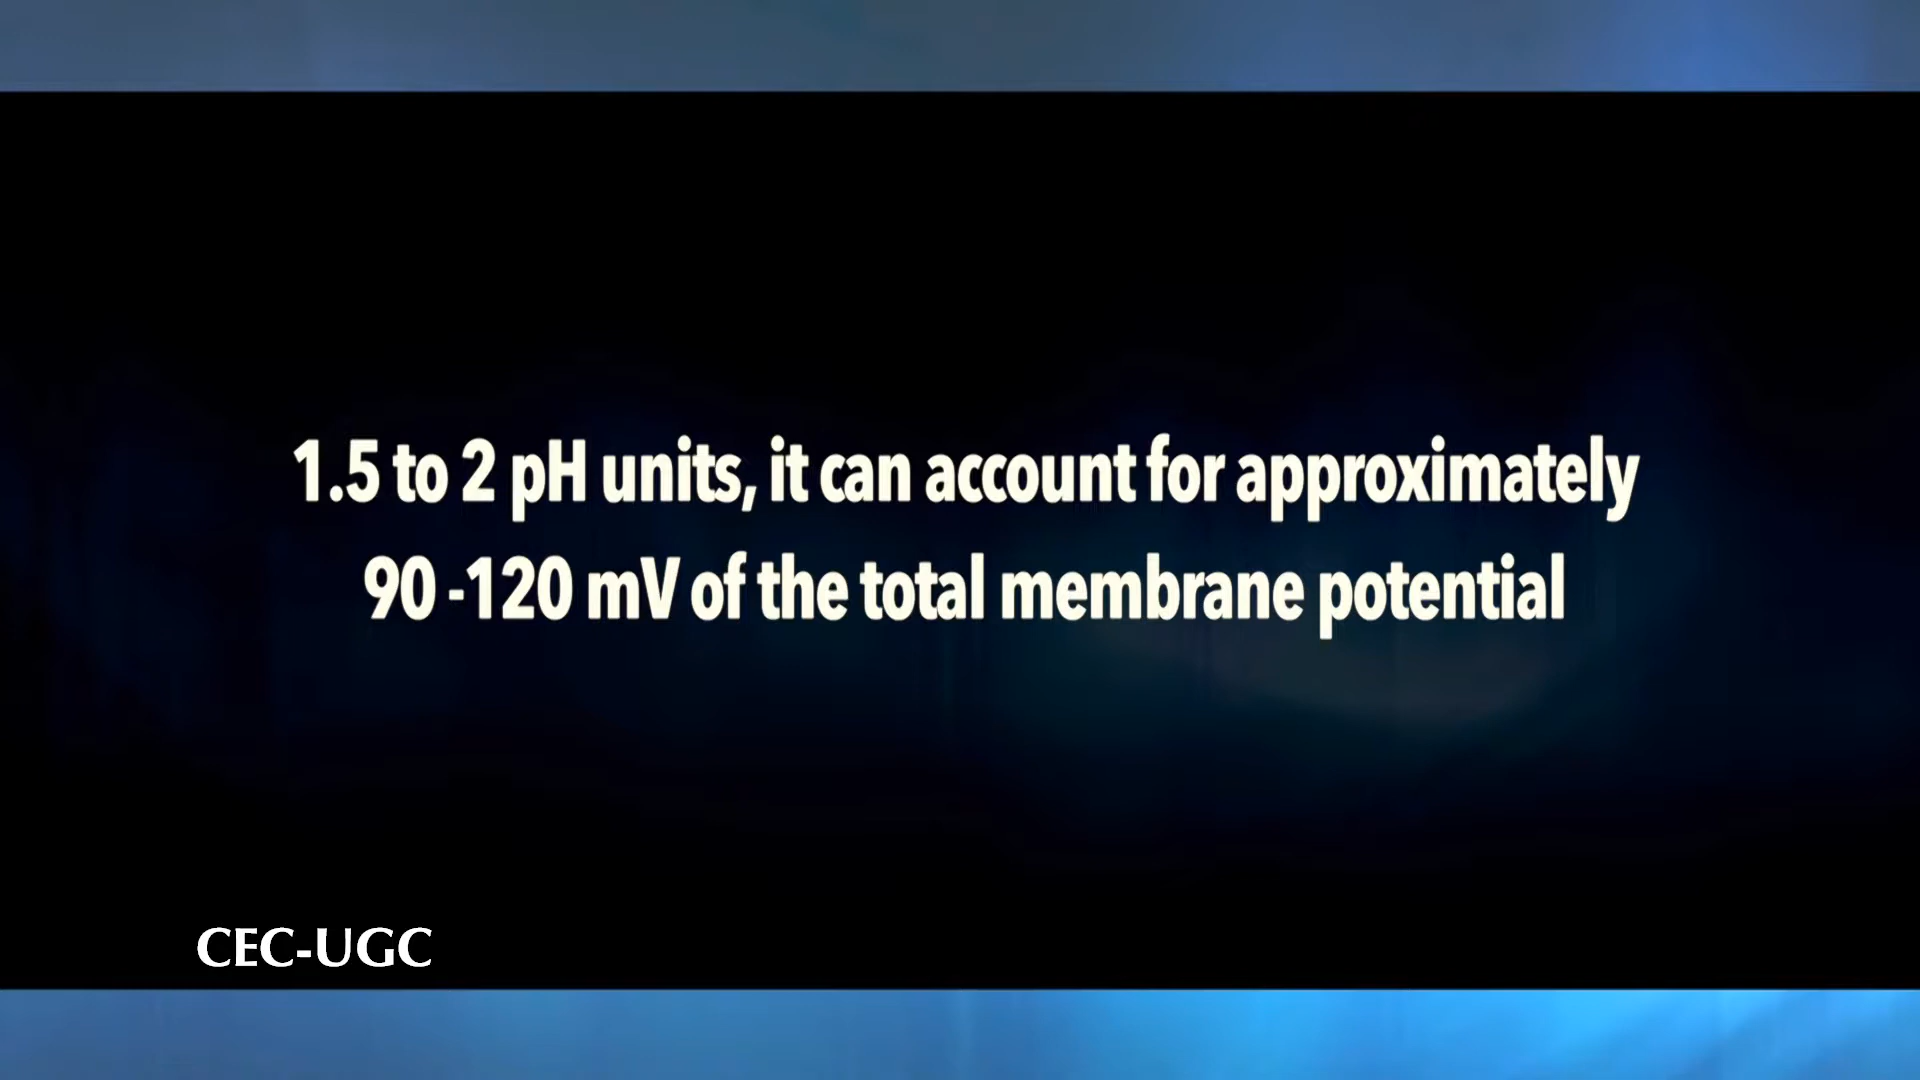 1.5 to 2 pH units, it can account for approximately
90 -120 mV of the total membrane potential
CEC-UGC